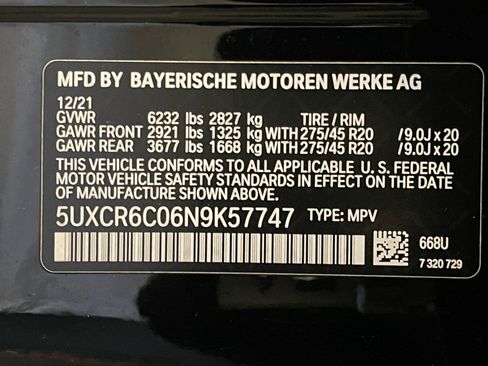 MFD BY BAYERISCHE MOTOREN WERKE AG
12/21
GVWR 6232 lbs 2827 kg TIRE / RIM
GAWR FRONT 2921 lbs 1325 kg WITH 275/45 R20 /9.0J x 20
GAWR REAR 3677 lbs 1668 kg WITH 275/45 R20 /9.0J x 20
THIS VEHICLE CONFORMS TO ALL APPLICABLE U. S. FEDERAL
MOTOR VEHICLE SAFETY STANDARDS IN EFFECT ON THE DATE
OF MANUFACTURE SHOWN ABOVE.
5UXCR6C06N9K57747 TYPE: MPV
668U
7 320 729